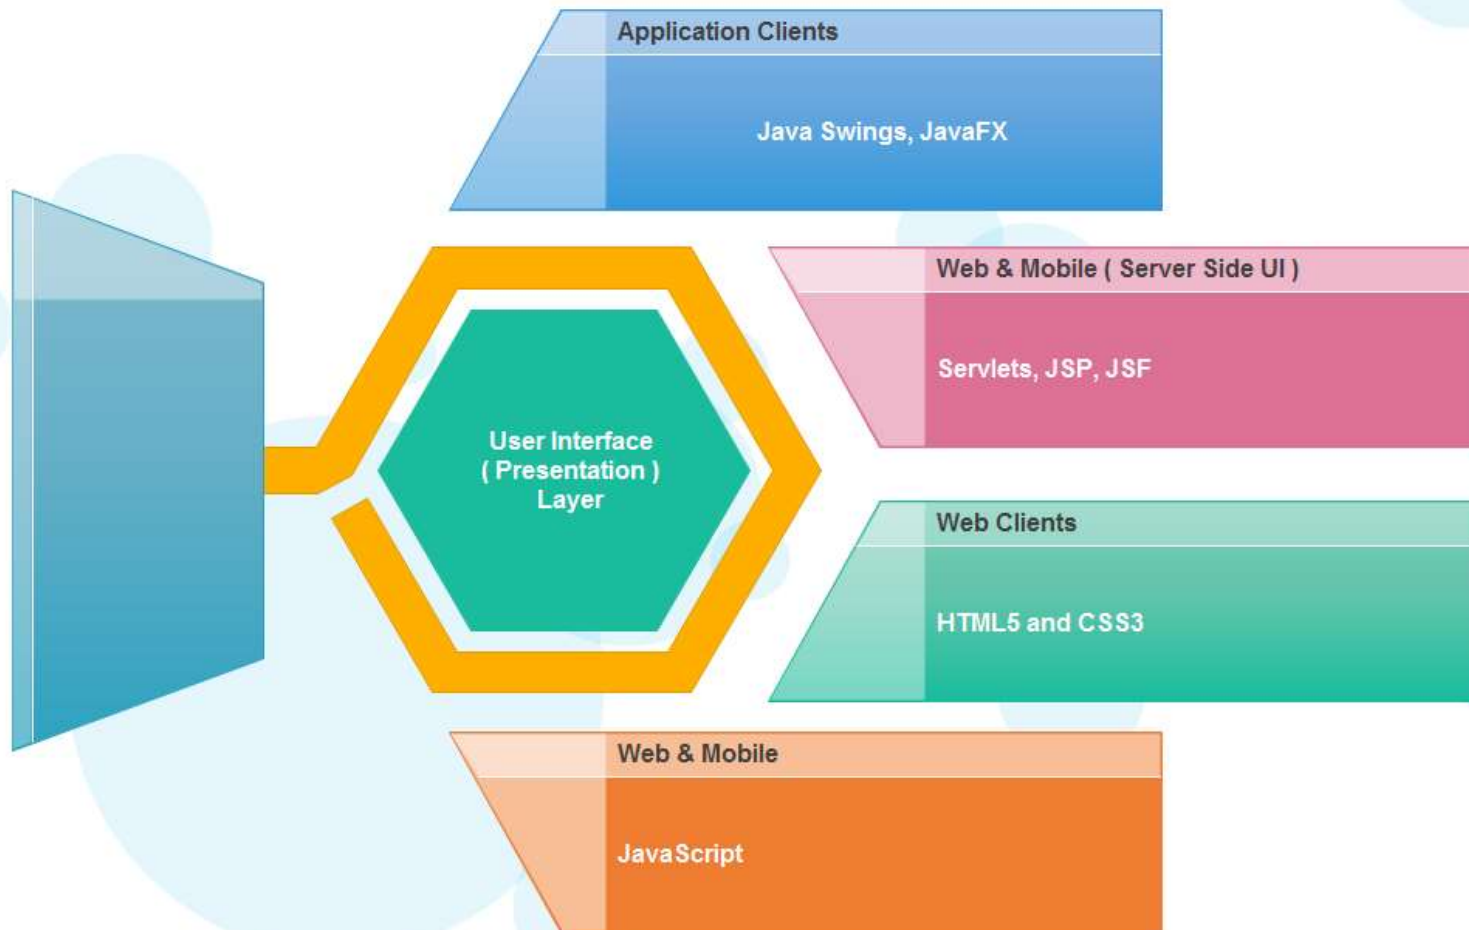 Application Clients
Java Swings, JavaFX
Web & Mobile ( Server Side UI )
Servlets, JSP, JSF
User Interface
( Presentation )
Layer
Web Clients
HTML5 and CSS3
Web & Mobile
JavaScript